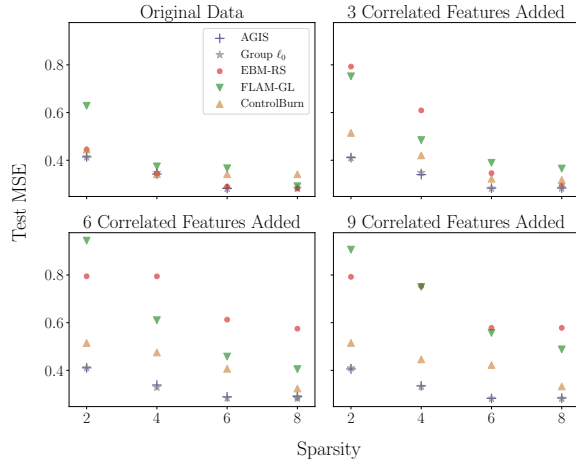 Original Data
3 Correlated Features Added
AGIS
Group ℓ₀
EBM-RS
FLAM-GL
ControlBurn
0.8
0.6
0.4
Test MSE
6 Correlated Features Added
9 Correlated Features Added
0.8
0.6
0.4
2 4 6 8
2 4 6 8
Sparsity